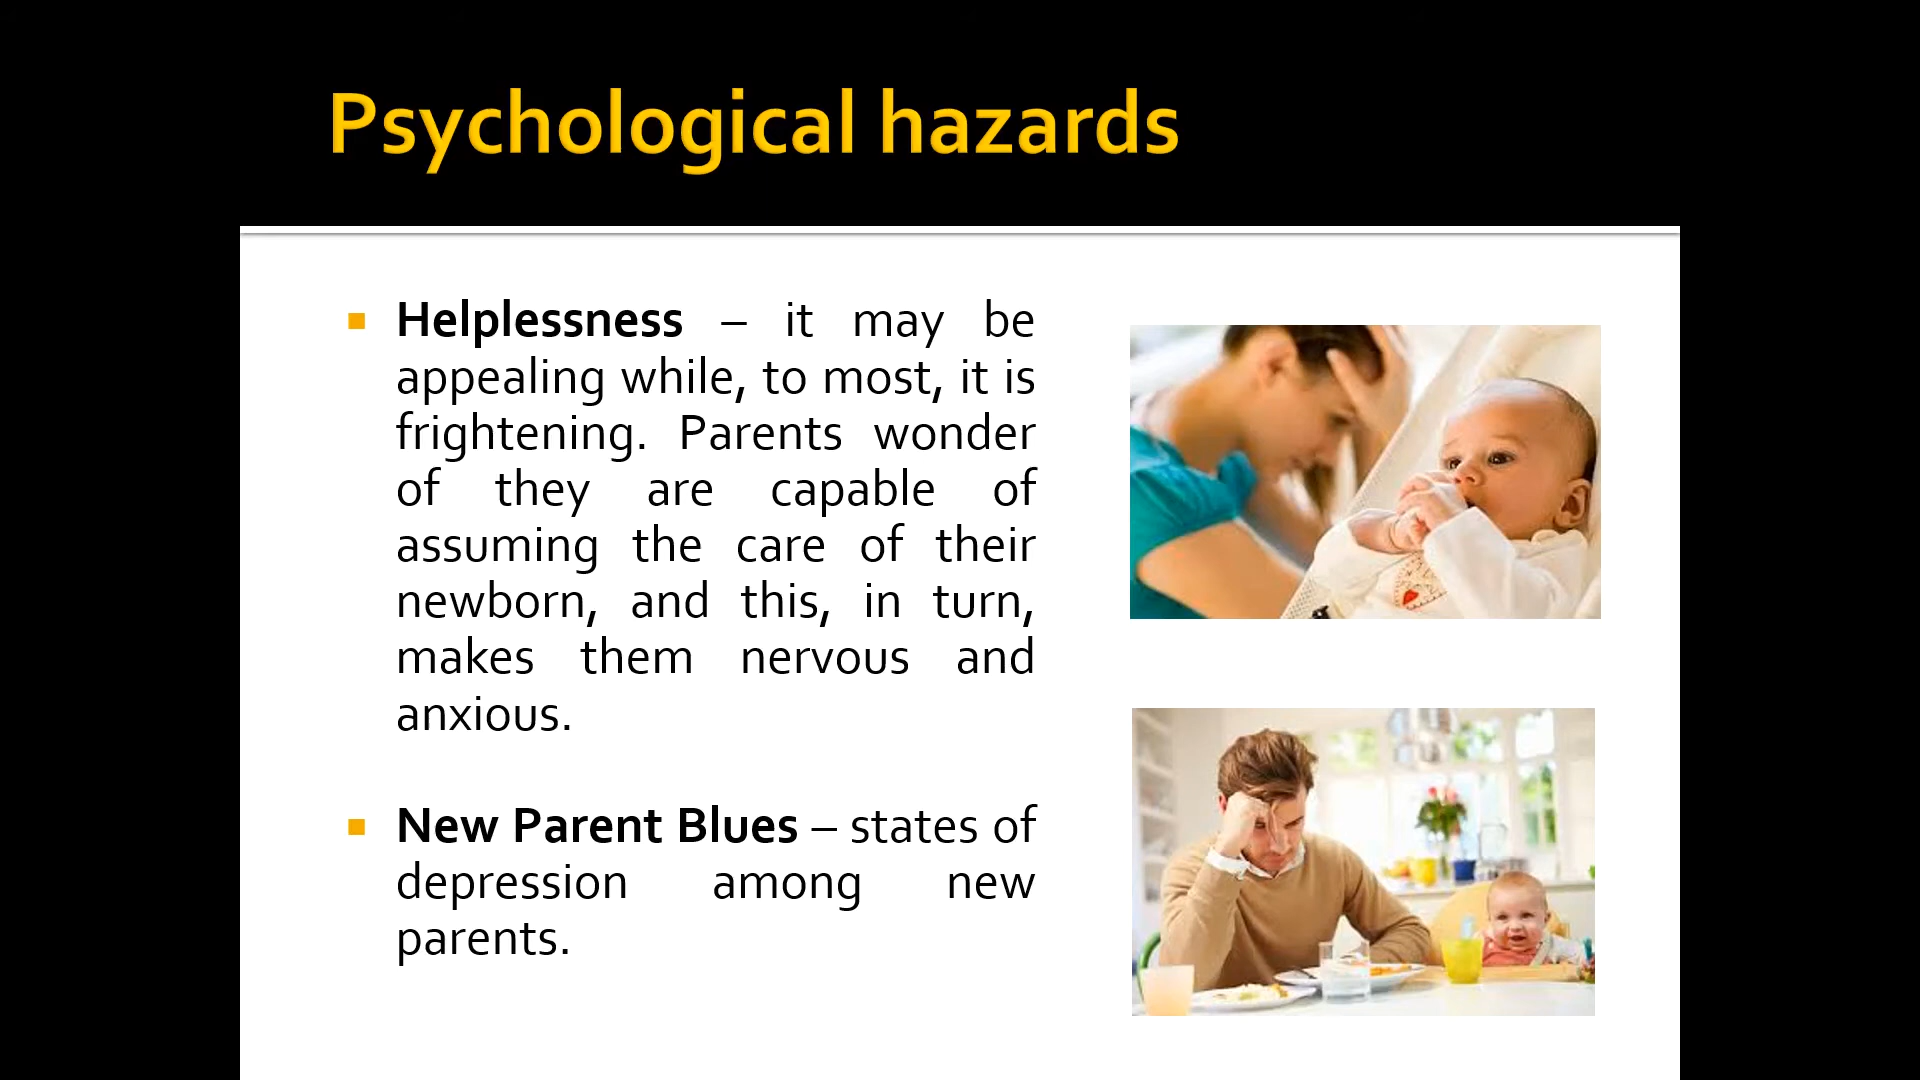 Psychological hazards
Helplessness – it may be
appealing while, to most, it is
frightening. Parents wonder
of they are capable of
assuming the care of their
newborn, and this, in turn,
makes them nervous and
anxious.
New Parent Blues – states of
depression among new
parents.